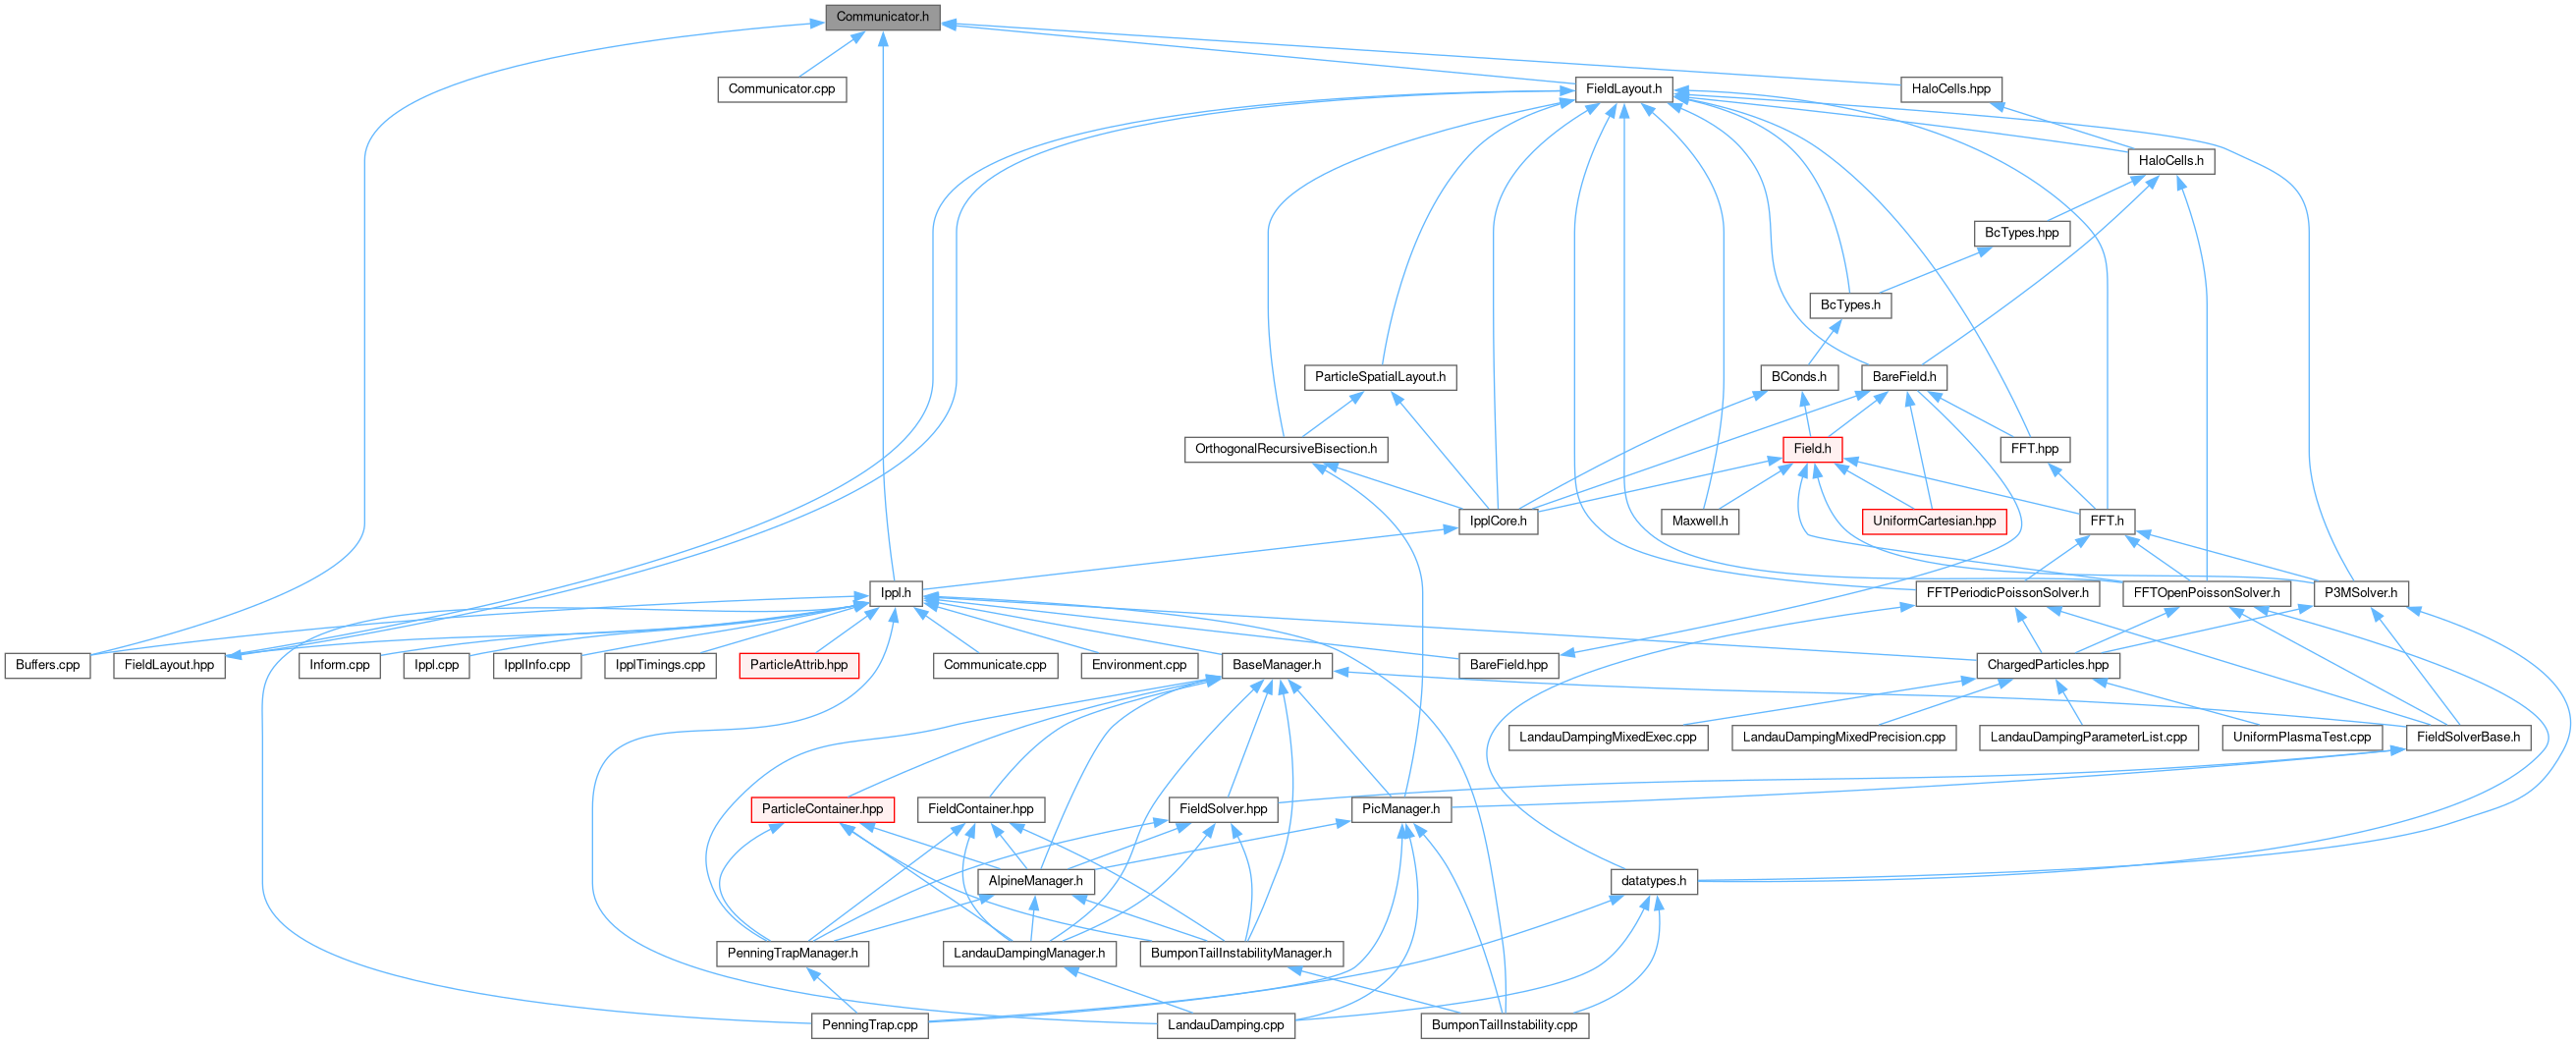 Communicator.h
Communicator.cpp
FieldLayout.h
HaloCells.hpp
HaloCells.h
BcTypes.hpp
BcTypes.h
ParticleSpatialLayout.h
BConds.h
BareField.h
OrthogonalRecursiveBisection.h
Field.h
FFT.hpp
IpplCore.h
Maxwell.h
UniformCartesian.hpp
FFT.h
Ippl.h
FFTPeriodicPoissonSolver.h
FFTOpenPoissonSolver.h
P3MSolver.h
Buffers.cpp
FieldLayout.hpp
Inform.cpp
Ippl.cpp
IpplInfo.cpp
IpplTimings.cpp
ParticleAttrib.hpp
Communicate.cpp
Environment.cpp
BaseManager.h
BareField.hpp
ChargedParticles.hpp
LandauDampingMixedExec.cpp
LandauDampingMixedPrecision.cpp
LandauDampingParameterList.cpp
UniformPlasmaTest.cpp
FieldSolverBase.h
ParticleContainer.hpp
FieldContainer.hpp
FieldSolver.hpp
PicManager.h
AlpineManager.h
datatypes.h
PenningTrapManager.h
LandauDampingManager.h
BumponTailInstabilityManager.h
PenningTrap.cpp
LandauDamping.cpp
BumponTailInstability.cpp